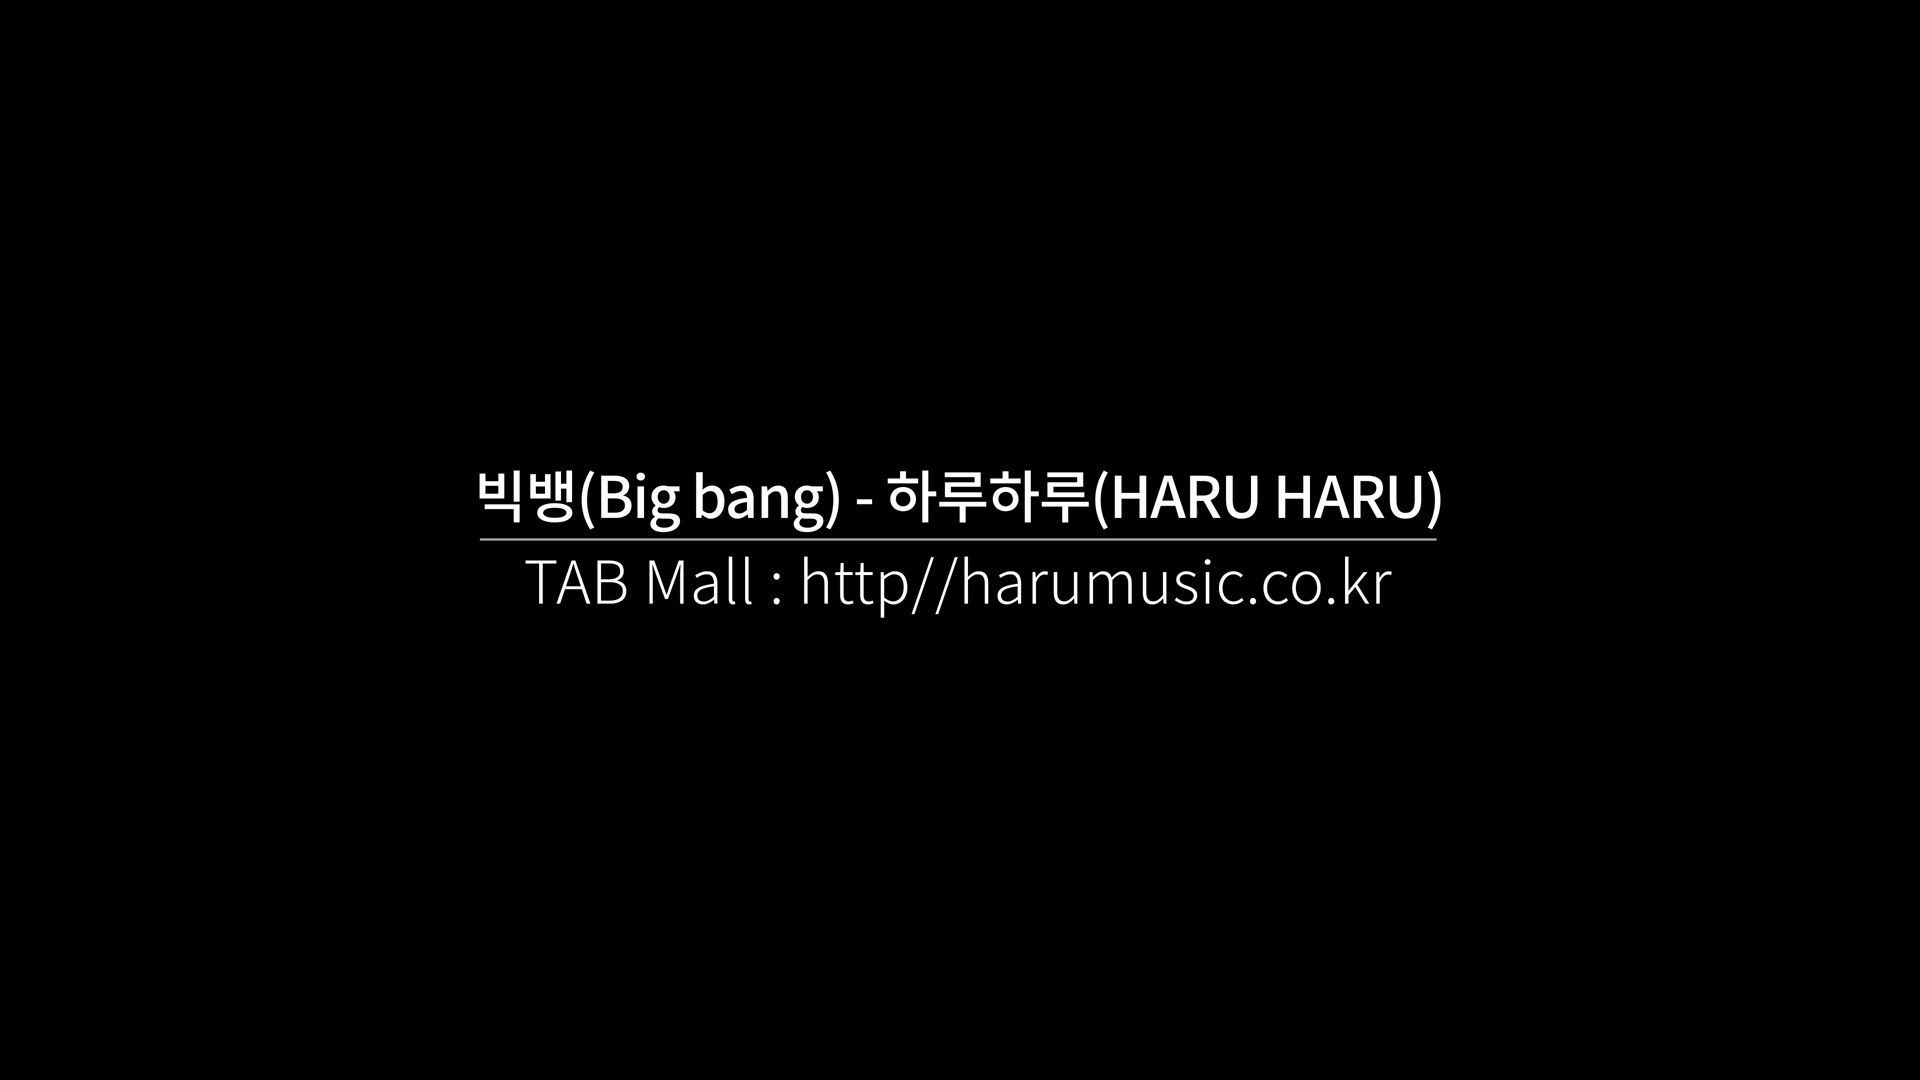 빅뱅(Big bang) - 하루하루(HARU HARU)
TAB Mall : http//harumusic.co.kr